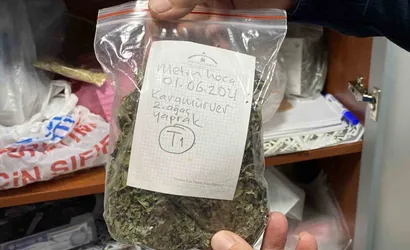 Metin hoca
01.06.2021
Karamürver
2. ağaç
Yaprak
T1